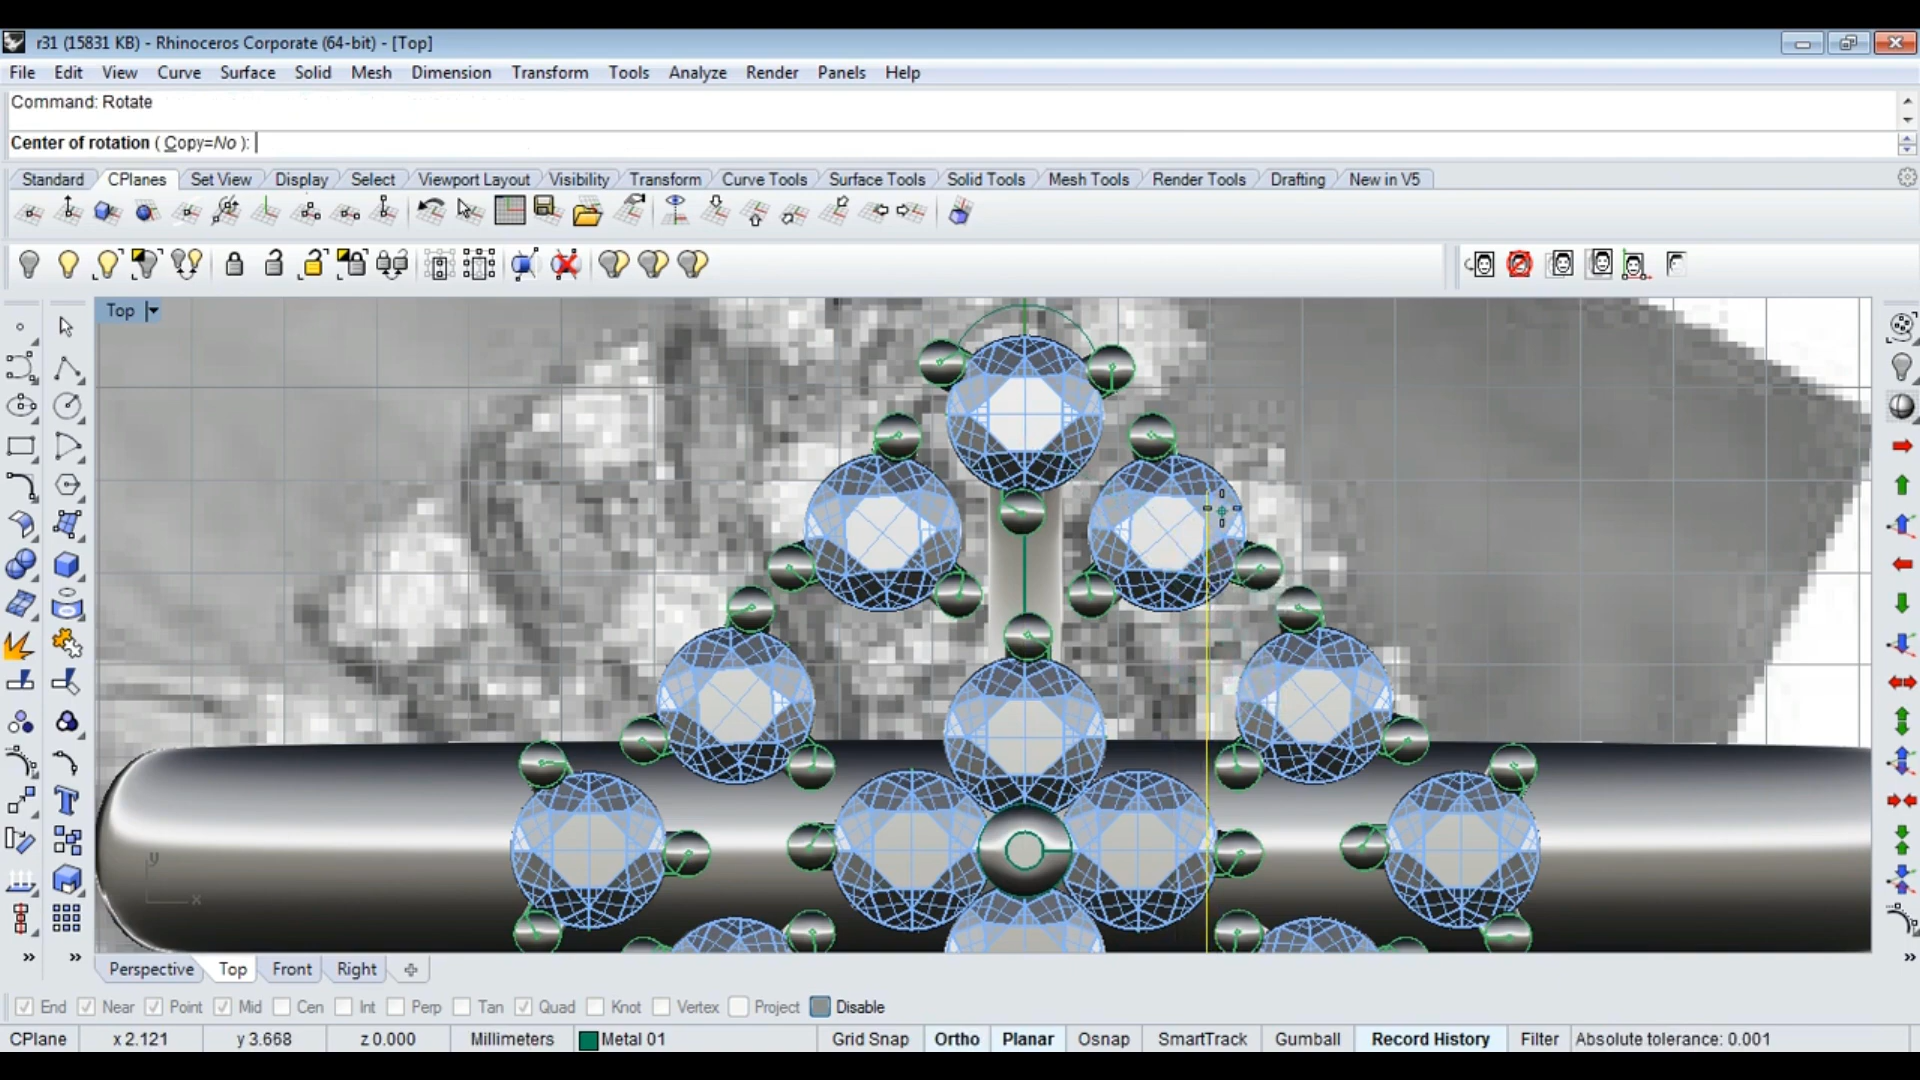 r31 (15831 KB) - Rhinoceros Corporate (64-bit) - [Top]
File Edit View Curve Surface Solid Mesh Dimension Transform Tools Analyze Render Panels Help
Command: Rotate
Center of rotation ( Copy=No ):
Standard CPlanes Set View Display Select Viewport Layout Visibility Transform Curve Tools Surface Tools Solid Tools Mesh Tools Render Tools Drafting New in V5
Top
y
x
Perspective Top Front Right
End Near Point Mid Cen Int Perp Tan Quad Knot Vertex Project Disable
CPlane x 2.121 y 3.668 z 0.000 Millimeters Metal 01 Grid Snap Ortho Planar Osnap SmartTrack Gumball Record History Filter Absolute tolerance: 0.001